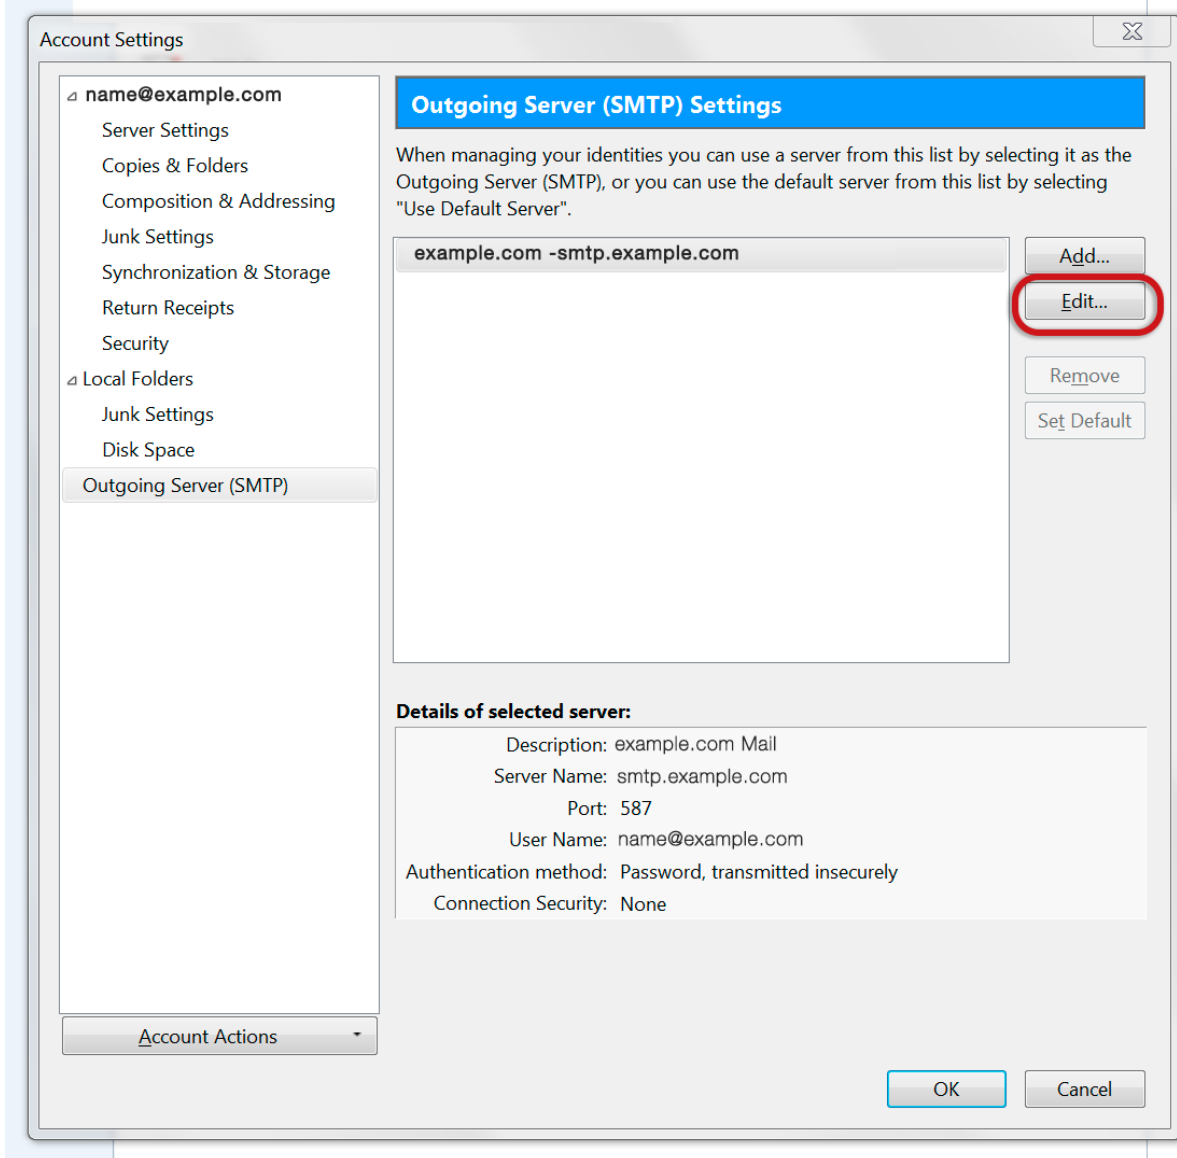 Account Settings
name@example.com
Server Settings
Copies & Folders
Composition & Addressing
Junk Settings
Synchronization & Storage
Return Receipts
Security
Local Folders
Junk Settings
Disk Space
Outgoing Server (SMTP)
Account Actions
Outgoing Server (SMTP) Settings
When managing your identities you can use a server from this list by selecting it as the
Outgoing Server (SMTP), or you can use the default server from this list by selecting
"Use Default Server".
example.com -smtp.example.com
Add...
Edit...
Remove
Set Default
Details of selected server:
Description: example.com Mail
Server Name: smtp.example.com
Port: 587
User Name: name@example.com
Authentication method: Password, transmitted insecurely
Connection Security: None
OK
Cancel